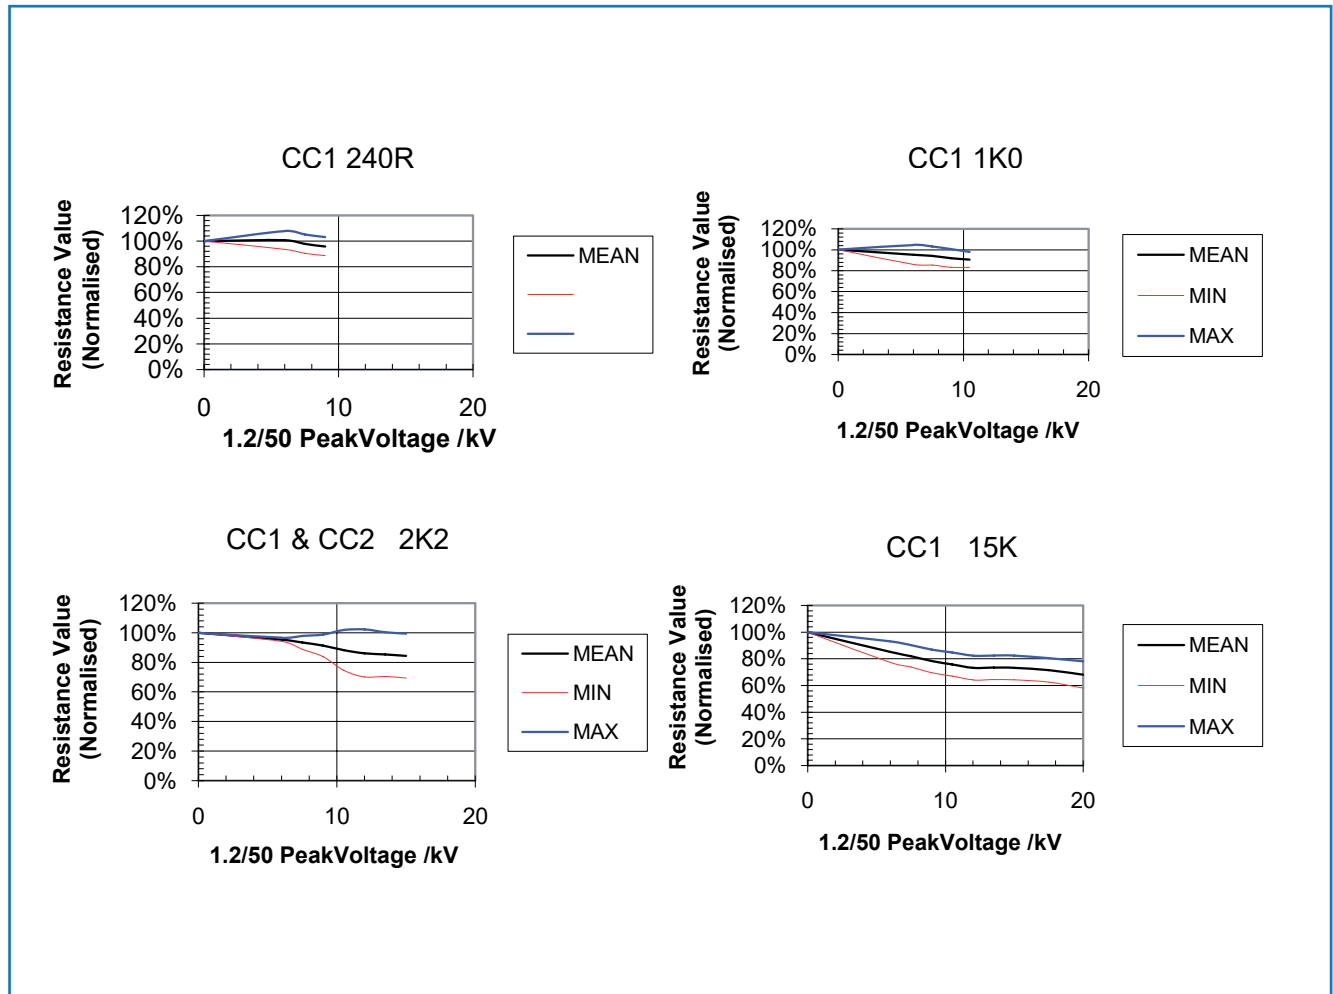 CC1 240R
Resistance Value
(Normalised)
120%
100%
80%
60%
40%
20%
0%
0 10 20
1.2/50 PeakVoltage /kV
MEAN
CC1 1K0
Resistance Value
(Normalised)
120%
100%
80%
60%
40%
20%
0%
0 10 20
1.2/50 PeakVoltage /kV
MEAN
MIN
MAX
CC1 & CC2 2K2
Resistance Value
(Normalised)
120%
100%
80%
60%
40%
20%
0%
0 10 20
1.2/50 PeakVoltage /kV
MEAN
MIN
MAX
CC1 15K
Resistance Value
(Normalised)
120%
100%
80%
60%
40%
20%
0%
0 10 20
1.2/50 PeakVoltage /kV
MEAN
MIN
MAX